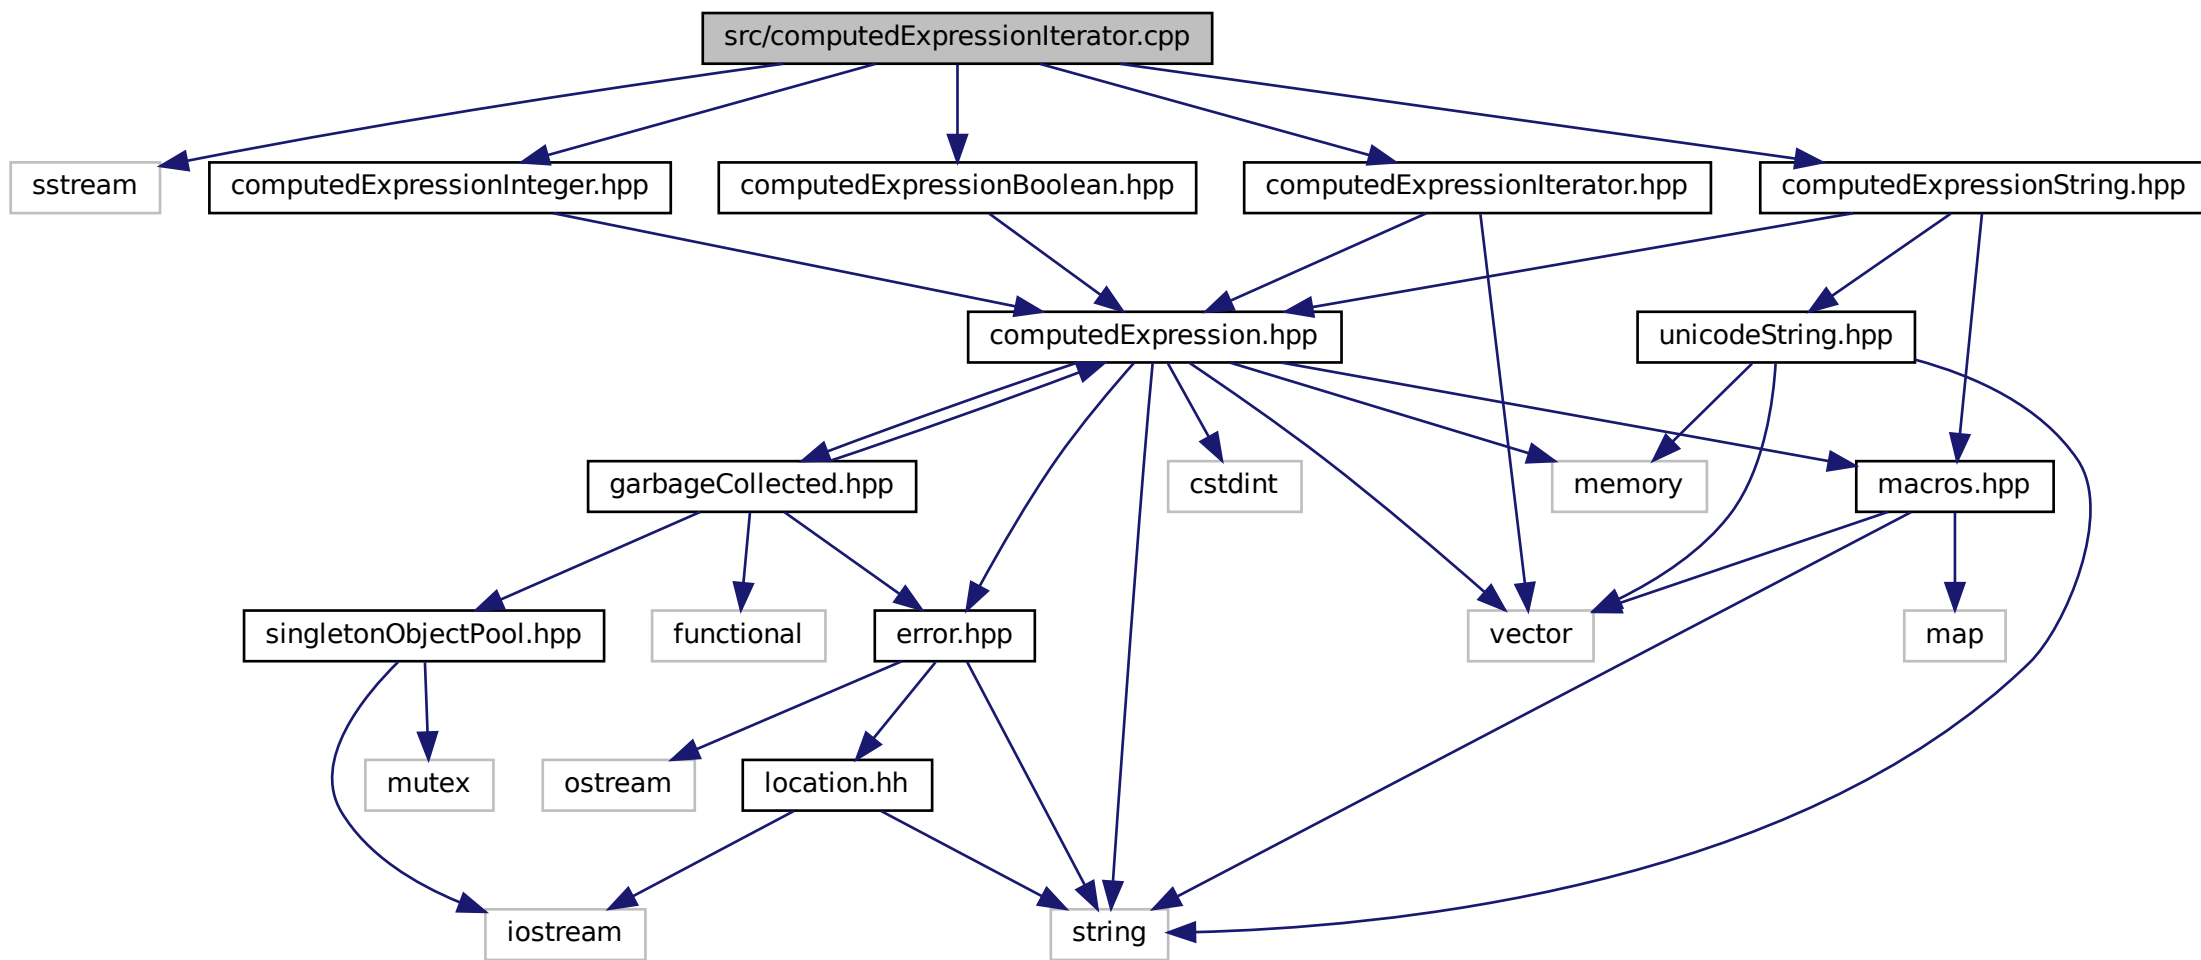 src/computedExpressionIterator.cpp
sstream
computedExpressionInteger.hpp
computedExpressionBoolean.hpp
computedExpressionIterator.hpp
computedExpressionString.hpp
computedExpression.hpp
unicodeString.hpp
garbageCollected.hpp
cstdint
memory
macros.hpp
singletonObjectPool.hpp
functional
error.hpp
vector
map
mutex
ostream
location.hh
iostream
string